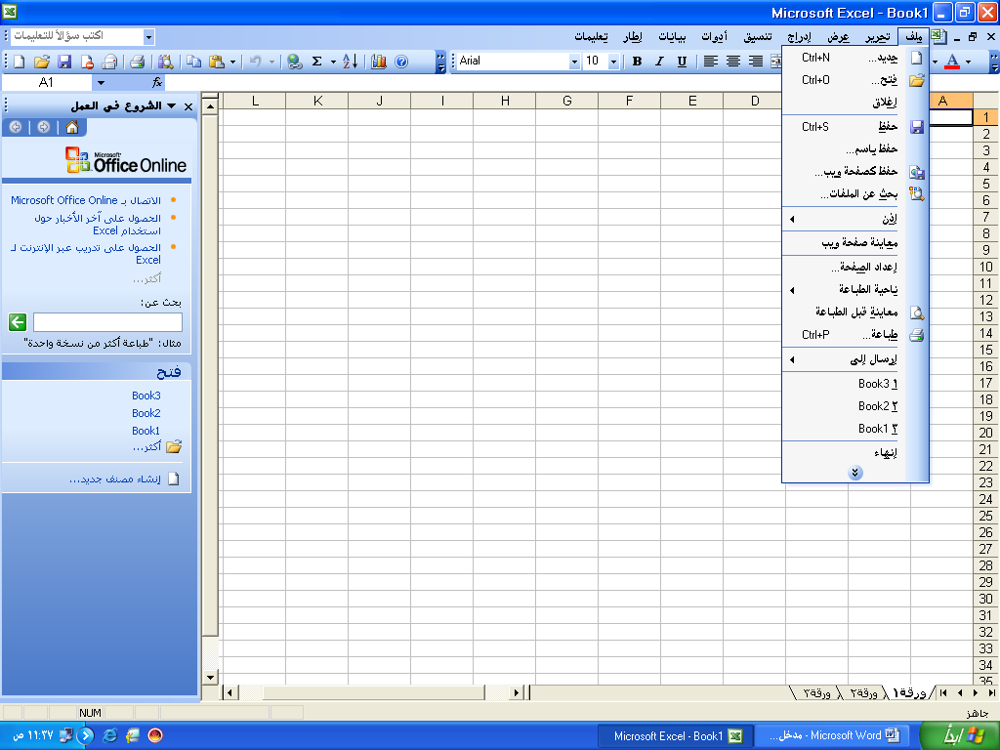 Microsoft Excel - Book1
ملف تحرير عرض إدراج تنسيق أدوات بيانات إطار تعليمات
اكتب سؤالاً للتعليمات
Arial 10 B I U A
A1 fx
جديد... Ctrl+N
فتح... Ctrl+O
إغلاق
حفظ Ctrl+S
حفظ باسم...
حفظ كصفحة ويب...
بحث عن الملفات...
إذن
معاينة صفحة ويب
إعداد الصفحة...
ناحية الطباعة
معاينة قبل الطباعة
طباعة... Ctrl+P
إرسال إلى
١ Book3
٢ Book2
٣ Book1
إنهاء
A D E F G H I J K L
1
2
3
4
5
6
7
8
9
10
11
12
13
14
15
16
17
18
19
20
21
22
23
24
25
26
27
28
29
30
31
32
33
34
35
الشروع في العمل
Microsoft
Office Online
الاتصال بـ Microsoft Office Online
الحصول على آخر الأخبار حول
استخدام Excel
الحصول على تدريب عبر الإنترنت لـ
Excel
أكثر...
بحث عن:
مثال: "طباعة أكثر من نسخة واحدة"
فتح
Book3
Book2
Book1
أكثر...
إنشاء مصنف جديد...
ورقة١ ورقة٢ ورقة٣
جاهز
NUM
ابدأ
مدخل - Microsoft Word...
Microsoft Excel - Book1
١١:٣٧ ص